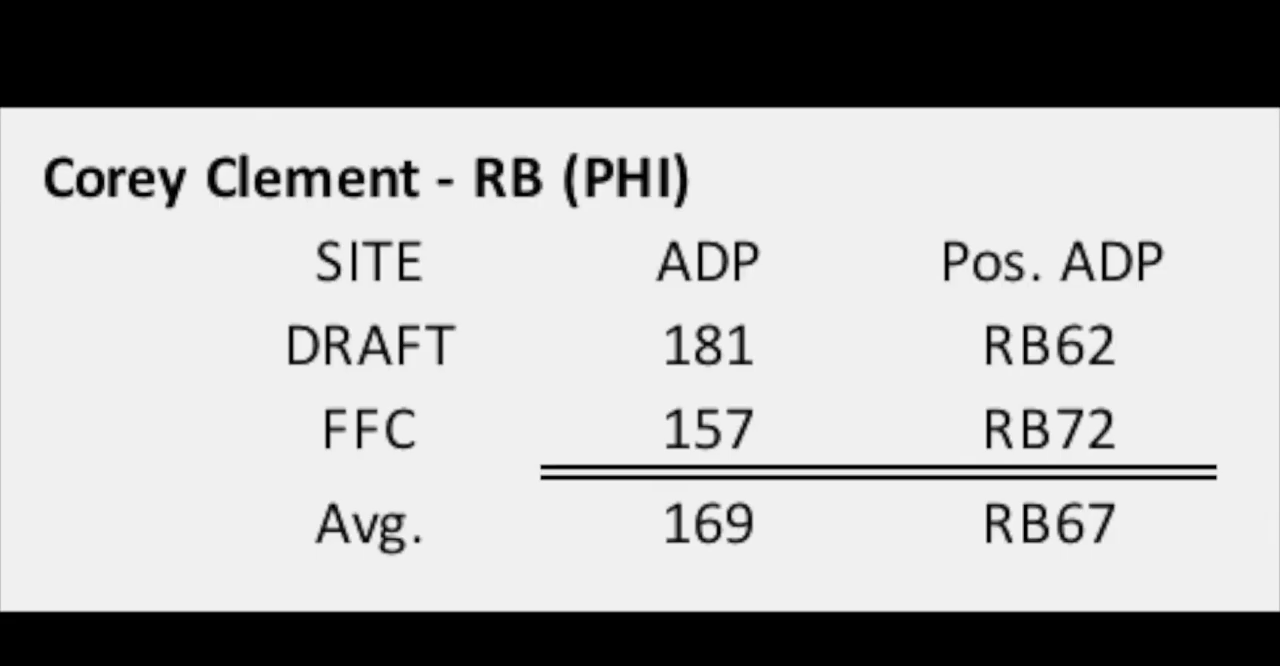 Corey Clement - RB (PHI)
SITE ADP Pos. ADP
DRAFT 181 RB62
FFC 157 RB72
Avg. 169 RB67